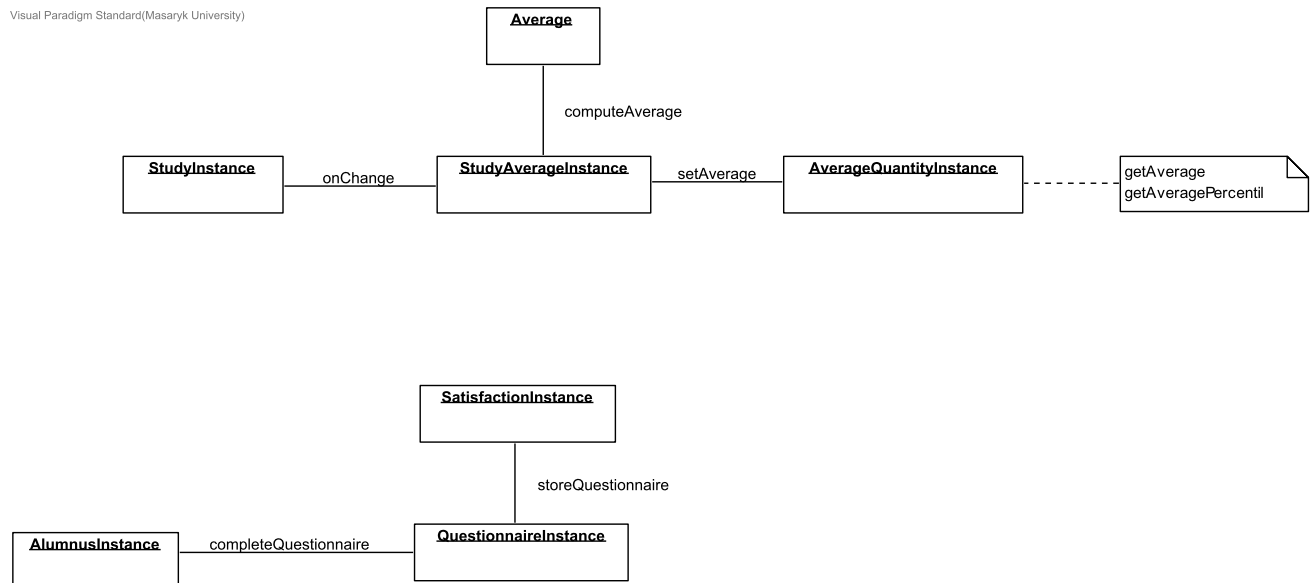 Visual Paradigm Standard(Masaryk University)
Average
computeAverage
StudyInstance
onChange
StudyAverageInstance
setAverage
AverageQuantityInstance
getAverage
getAveragePercentil
SatisfactionInstance
storeQuestionnaire
AlumnusInstance
completeQuestionnaire
QuestionnaireInstance